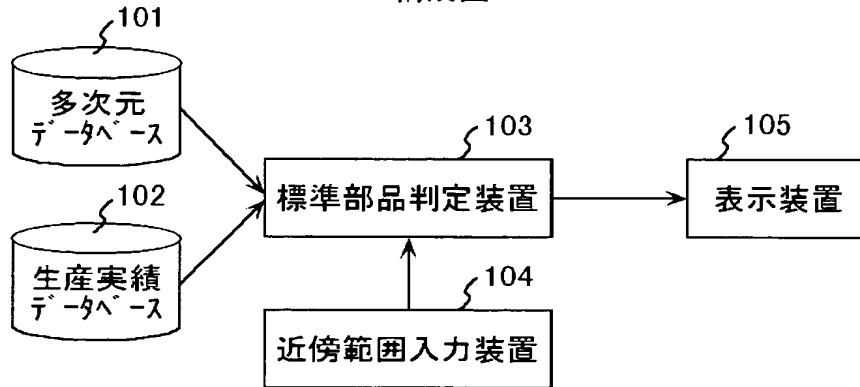 101
多次元
データベース
102
生産実績
データベース
103
標準部品判定装置
104
近傍範囲入力装置
105
表示装置